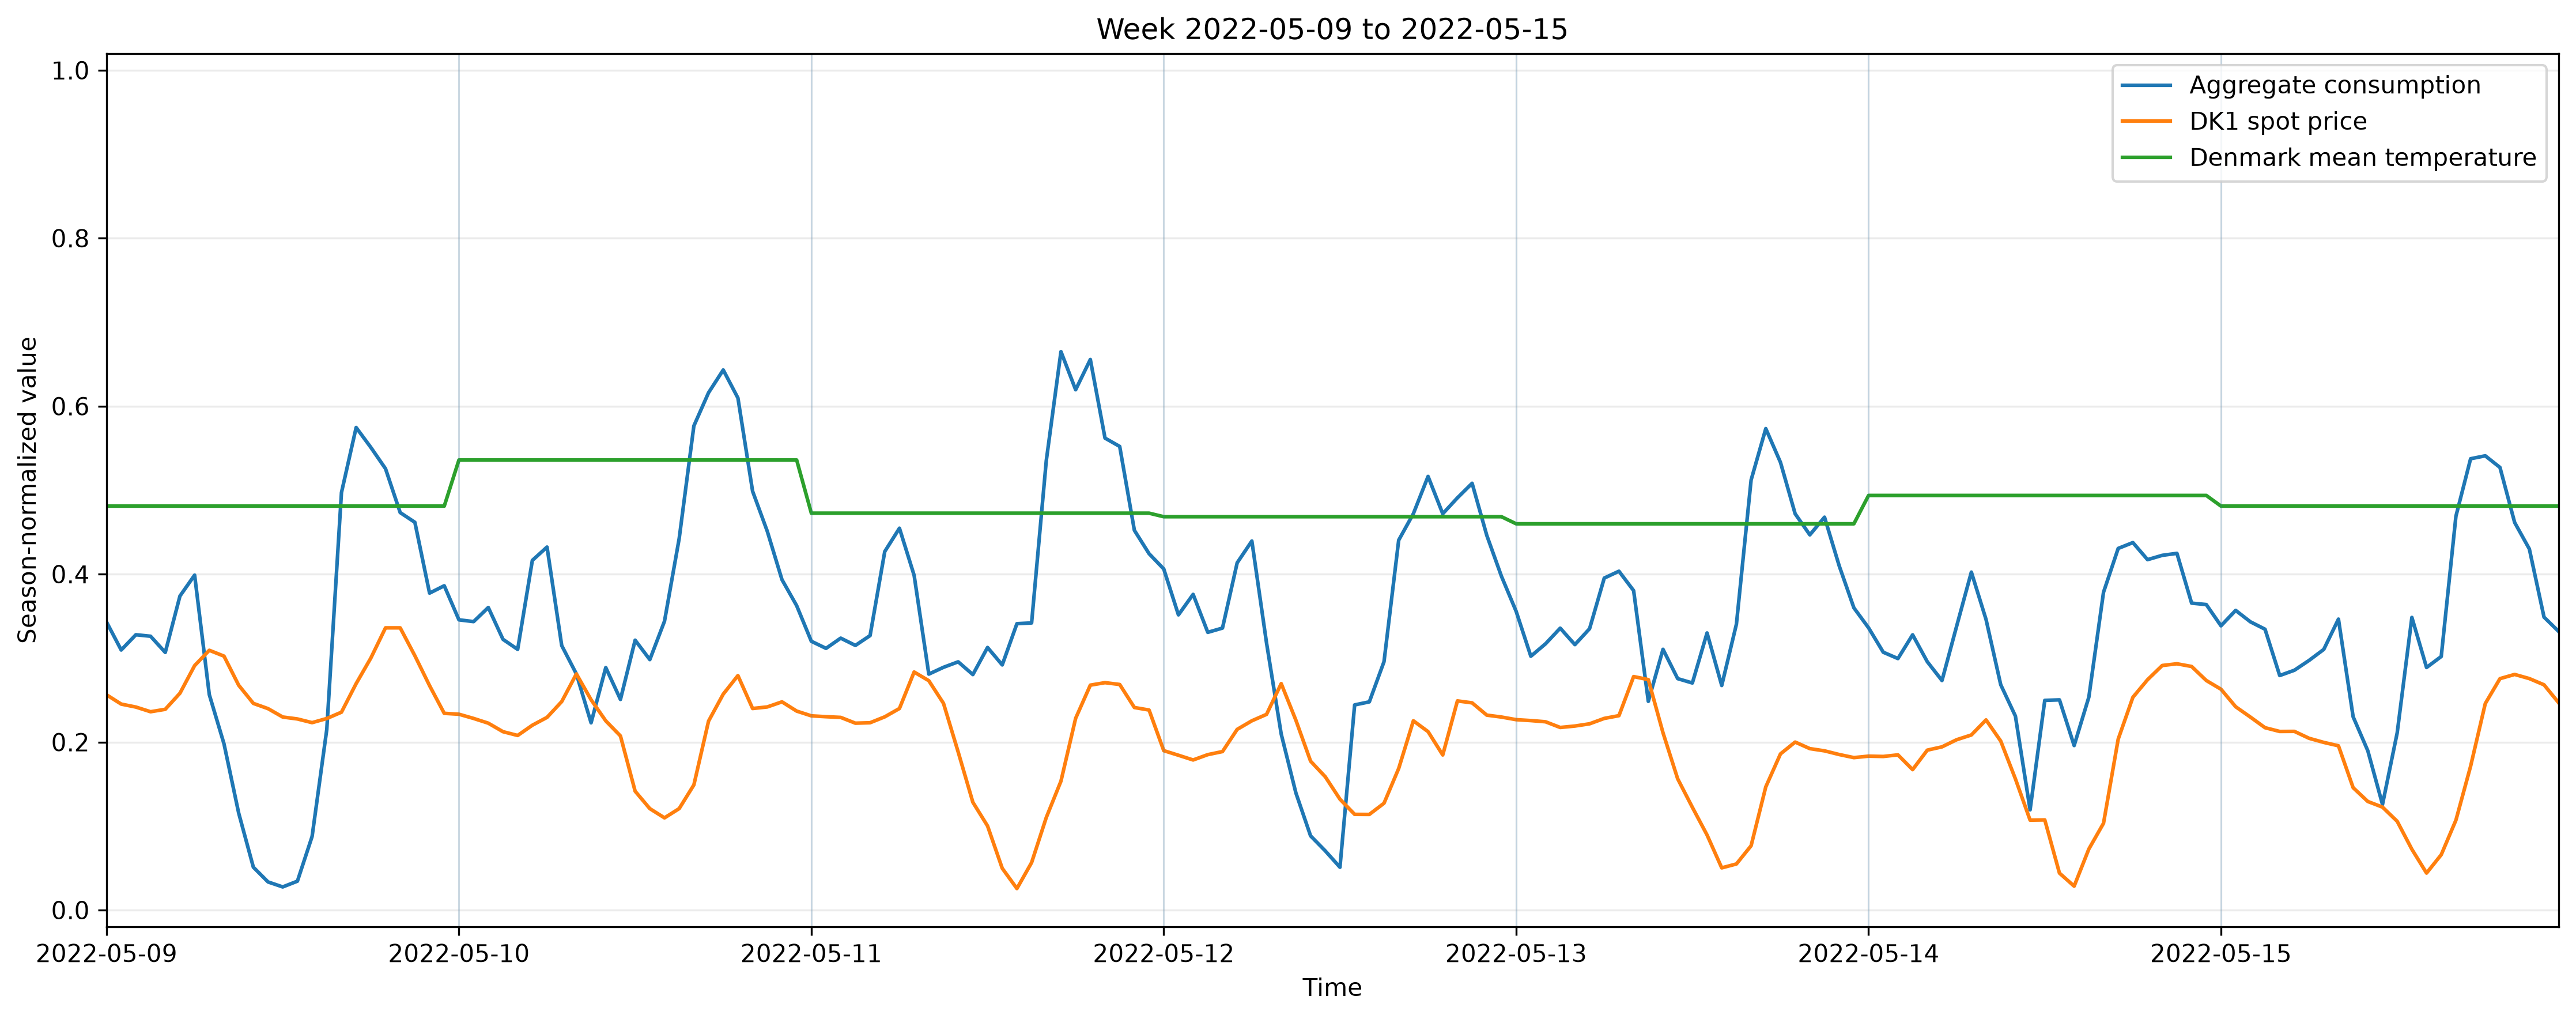 Week 2022-05-09 to 2022-05-15
Aggregate consumption
DK1 spot price
Denmark mean temperature
Season-normalized value
1.0
0.8
0.6
0.4
0.2
0.0
2022-05-09 2022-05-10 2022-05-11 2022-05-12 2022-05-13 2022-05-14 2022-05-15
Time